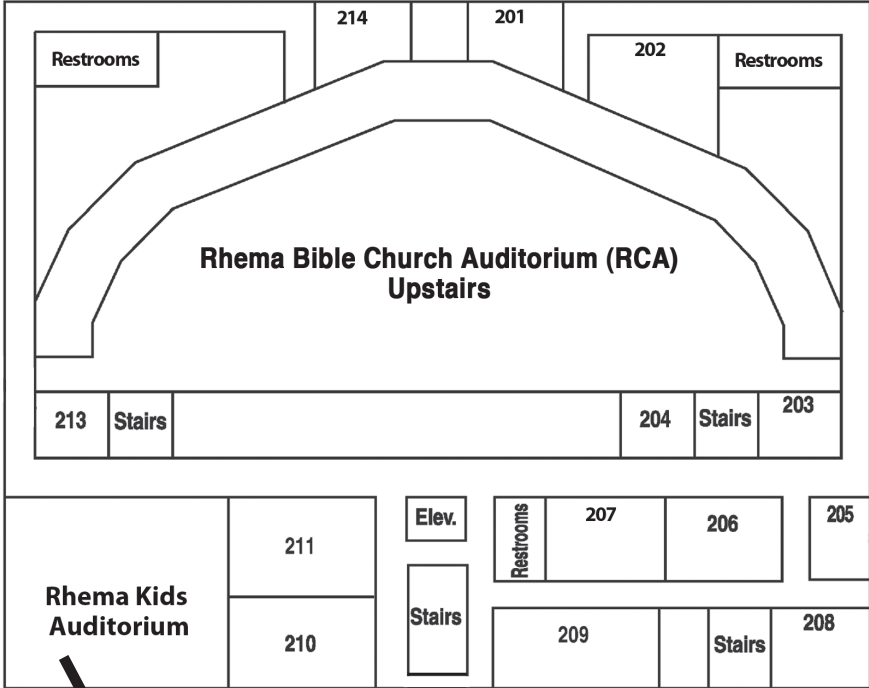 214
201
202
Restrooms
Restrooms
Rhema Bible Church Auditorium (RCA)
Upstairs
213
Stairs
204
Stairs
203
Elev.
Restrooms
207
206
205
211
Rhema Kids
Auditorium
210
Stairs
209
Stairs
208